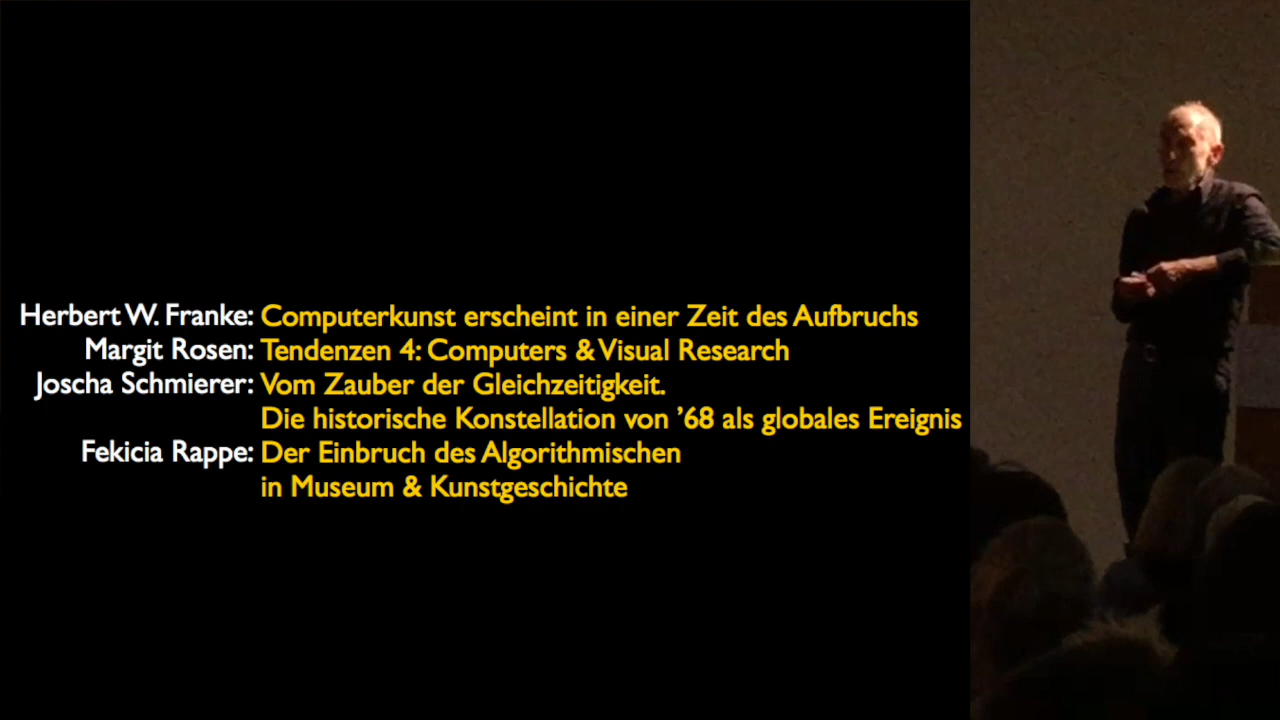 Herbert W. Franke: Computerkunst erscheint in einer Zeit des Aufbruchs
Margit Rosen: Tendenzen 4: Computers & Visual Research
Joscha Schmierer: Vom Zauber der Gleichzeitigkeit.
Die historische Konstellation von ’68 als globales Ereignis
Fekicia Rappe: Der Einbruch des Algorithmischen
in Museum & Kunstgeschichte